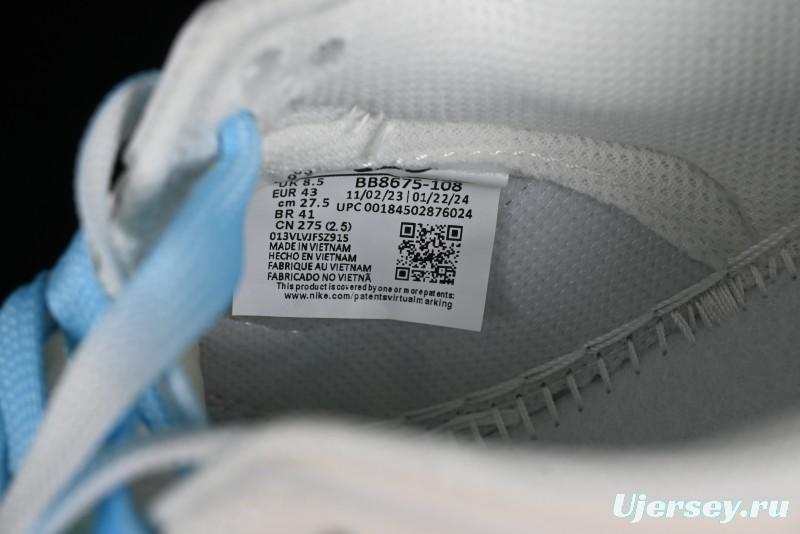 UK 8.5
EUR 43
cm 27.5
BR 41
CN 275 (2.5)
BB8675-108
11/02/23 | 01/22/24
UPC 00184502876024
013VLVJFSZ915
MADE IN VIETNAM
HECHO EN VIETNAM
FABRIQUE AU VIETNAM
FABRICADO NO VIETNÃ
This product is covered by one or more patents:
www.nike.com/patentsvirtualmarking
Ujersey.ru